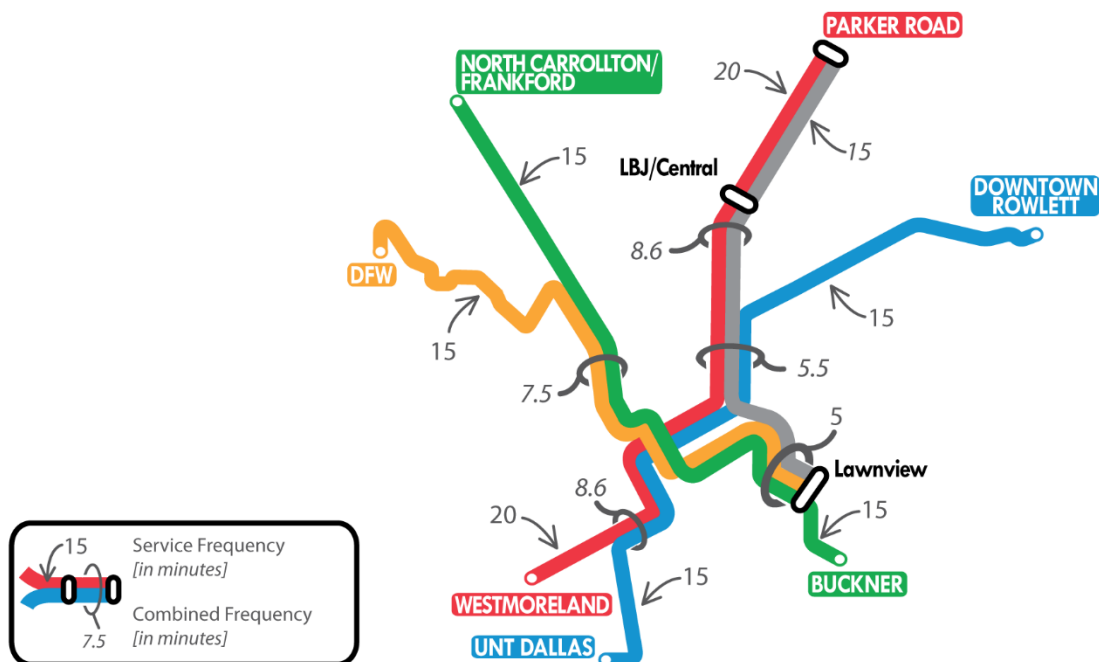 PARKER ROAD
NORTH CARROLLTON/
FRANKFORD
20
15
15
LBJ/Central
DOWNTOWN
ROWLETT
8.6
DFW
15
15
7.5
5.5
5
Lawnview
8.6
20
15
15
BUCKNER
WESTMORELAND
UNT DALLAS
15
Service Frequency
[in minutes]
Combined Frequency
7.5
[in minutes]